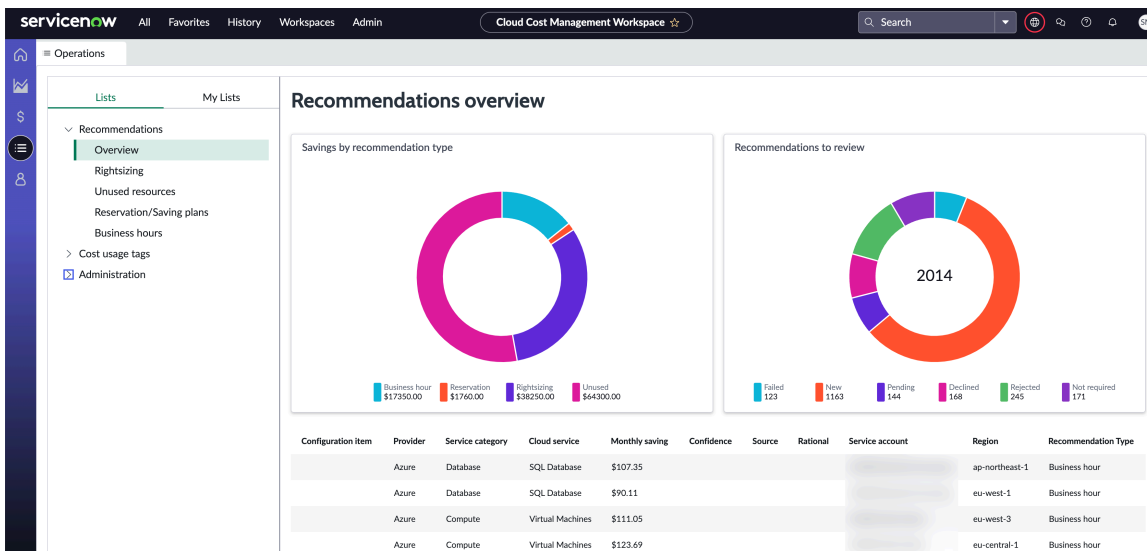 servicenow All Favorites History Workspaces Admin Cloud Cost Management Workspace Search
Operations
Lists My Lists
Recommendations
Overview
Rightsizing
Unused resources
Reservation/Saving plans
Business hours
Cost usage tags
Administration
Recommendations overview
Savings by recommendation type
Business hour Reservation Rightsizing Unused
$17350.00 $1760.00 $38250.00 $64300.00
Recommendations to review
2014
Failed New Pending Declined Rejected Not required
123 1163 144 168 245 171
Configuration item Provider Service category Cloud service Monthly saving Confidence Source Rational Service account Region Recommendation Type
Azure Database SQL Database $107.35 ap-northeast-1 Business hour
Azure Database SQL Database $90.11 eu-west-1 Business hour
Azure Compute Virtual Machines $111.05 eu-west-3 Business hour
Azure Compute Virtual Machines $123.69 eu-central-1 Business hour